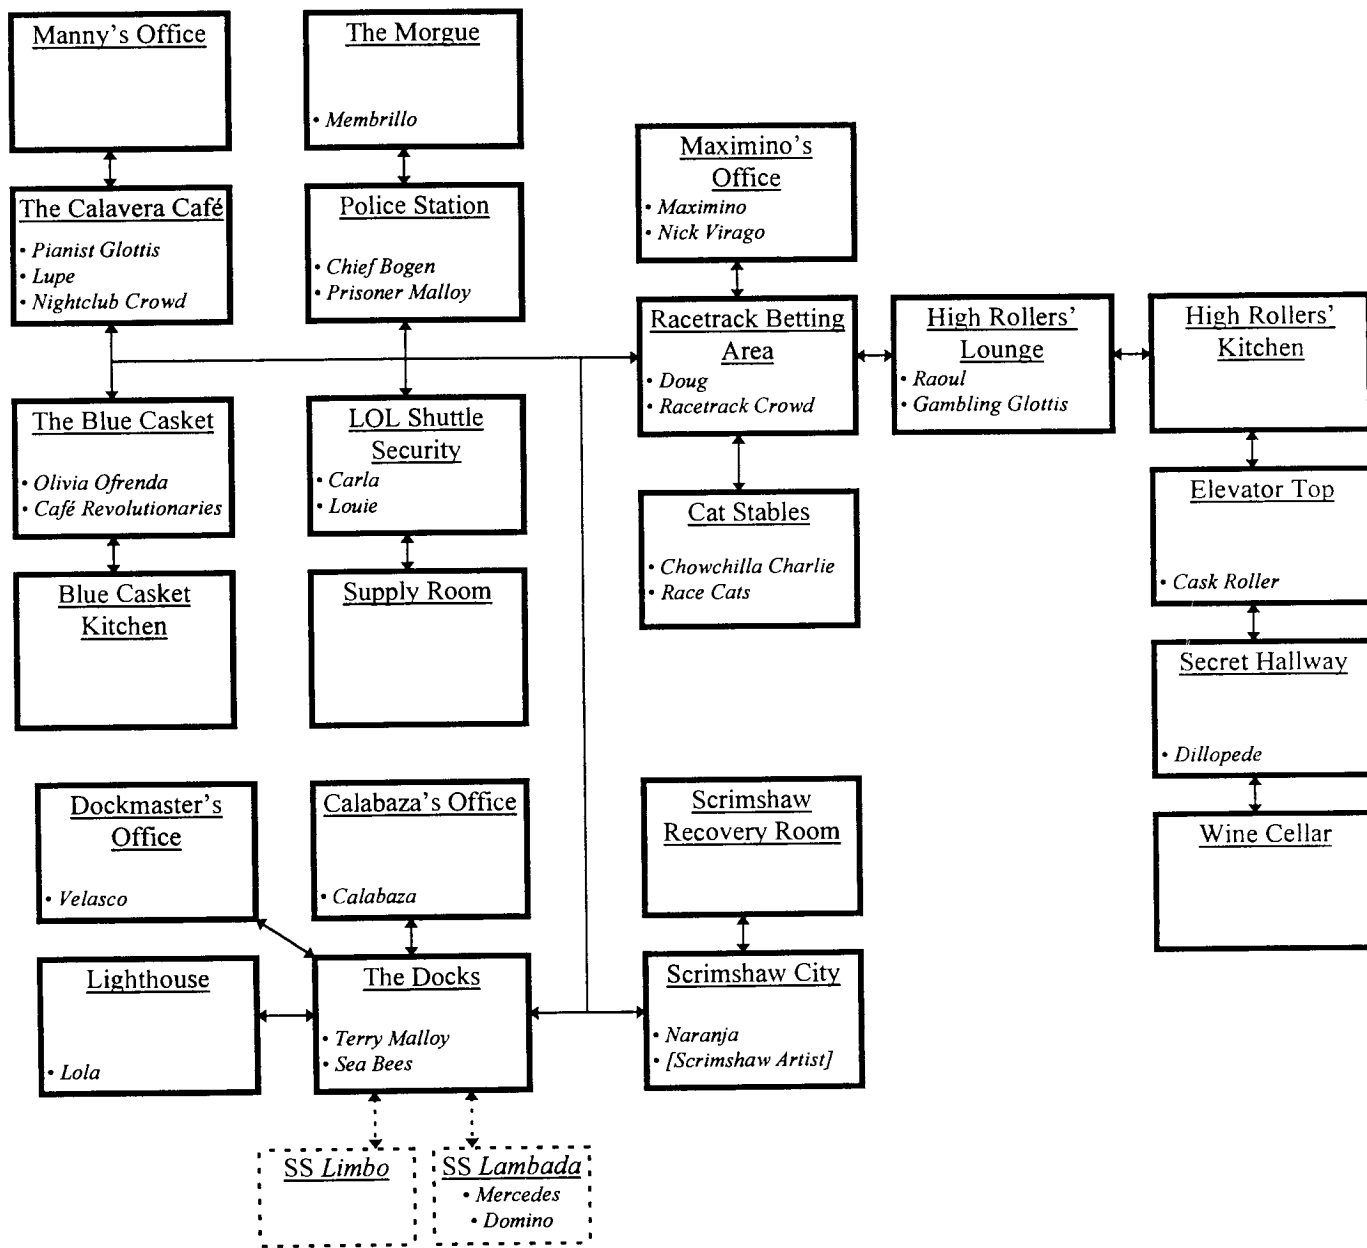 Manny's Office
The Morgue
• Membrillo
Maximino's
Office
• Maximino
• Nick Virago
The Calavera Café
• Pianist Glottis
• Lupe
• Nightclub Crowd
Police Station
• Chief Bogen
• Prisoner Malloy
Racetrack Betting
Area
• Doug
• Racetrack Crowd
High Rollers'
Lounge
• Raoul
• Gambling Glottis
High Rollers'
Kitchen
The Blue Casket
• Olivia Ofrenda
• Café Revolutionaries
LOL Shuttle
Security
• Carla
• Louie
Cat Stables
• Chowchilla Charlie
• Race Cats
Elevator Top
• Cask Roller
Blue Casket
Kitchen
Supply Room
Secret Hallway
• Dillopede
Dockmaster's
Office
• Velasco
Calabaza's Office
• Calabaza
Scrimshaw
Recovery Room
Wine Cellar
Lighthouse
• Lola
The Docks
• Terry Malloy
• Sea Bees
Scrimshaw City
• Naranja
• [Scrimshaw Artist]
SS Limbo
SS Lambada
• Mercedes
• Domino